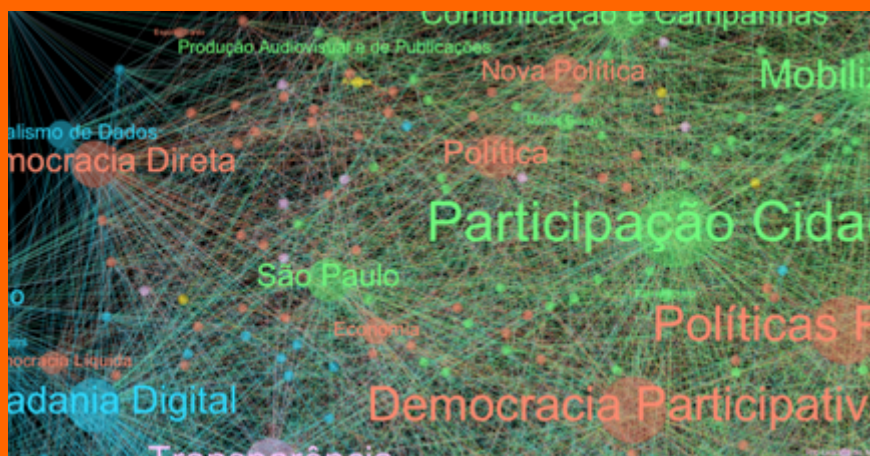 Comunicação e Campanhas
Produção Audiovisual e de Publicações
Nova Política
Mobiliz
alismo de Dados
mocracia Direta
Política
Participação Cida
São Paulo
Economia
Políticas P
mocracia Líquida
adania Digital
Democracia Participativ
Transparência